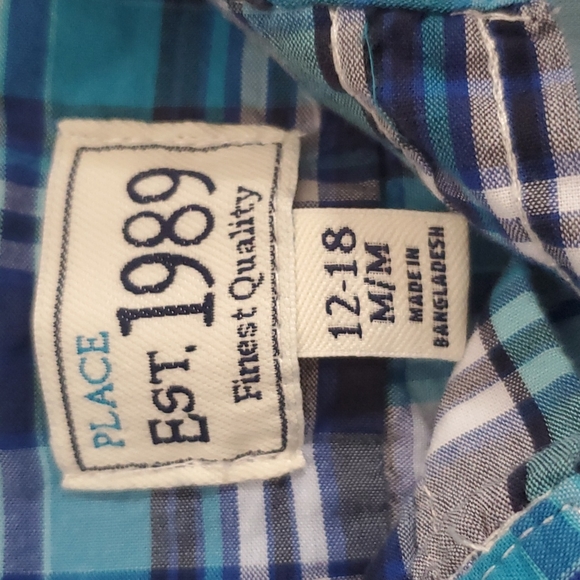 PLACE
EST. 1989
Finest Quality
12-18
M/M
MADE IN
BANGLADESH